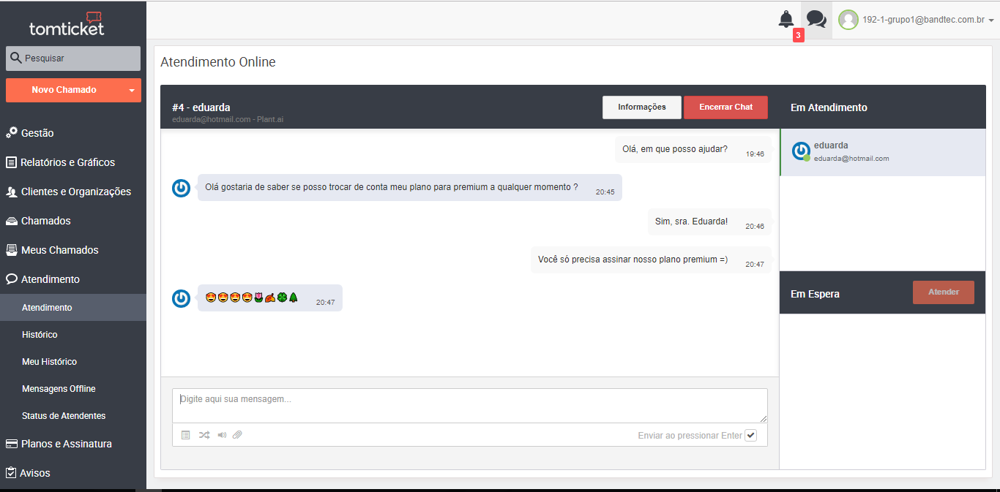 tomticket
Pesquisar
Novo Chamado
Gestão
Relatórios e Gráficos
Clientes e Organizações
Chamados
Meus Chamados
Atendimento
Atendimento
Histórico
Meu Histórico
Mensagens Offline
Status de Atendentes
Planos e Assinatura
Avisos
3
192-1-grupo1@bandtec.com.br
Atendimento Online
#4 - eduarda
eduarda@hotmail.com - Plant.ai
Informações
Encerrar Chat
Olá, em que posso ajudar? 19:46
Olá gostaria de saber se posso trocar de conta meu plano para premium a qualquer momento ? 20:45
Sim, sra. Eduarda! 20:46
Você só precisa assinar nosso plano premium =) 20:47
😍😍😍😍🌷🍂🍀🌲 20:47
Digite aqui sua mensagem...
Enviar ao pressionar Enter
Em Atendimento
eduarda
eduarda@hotmail.com
Em Espera
Atender